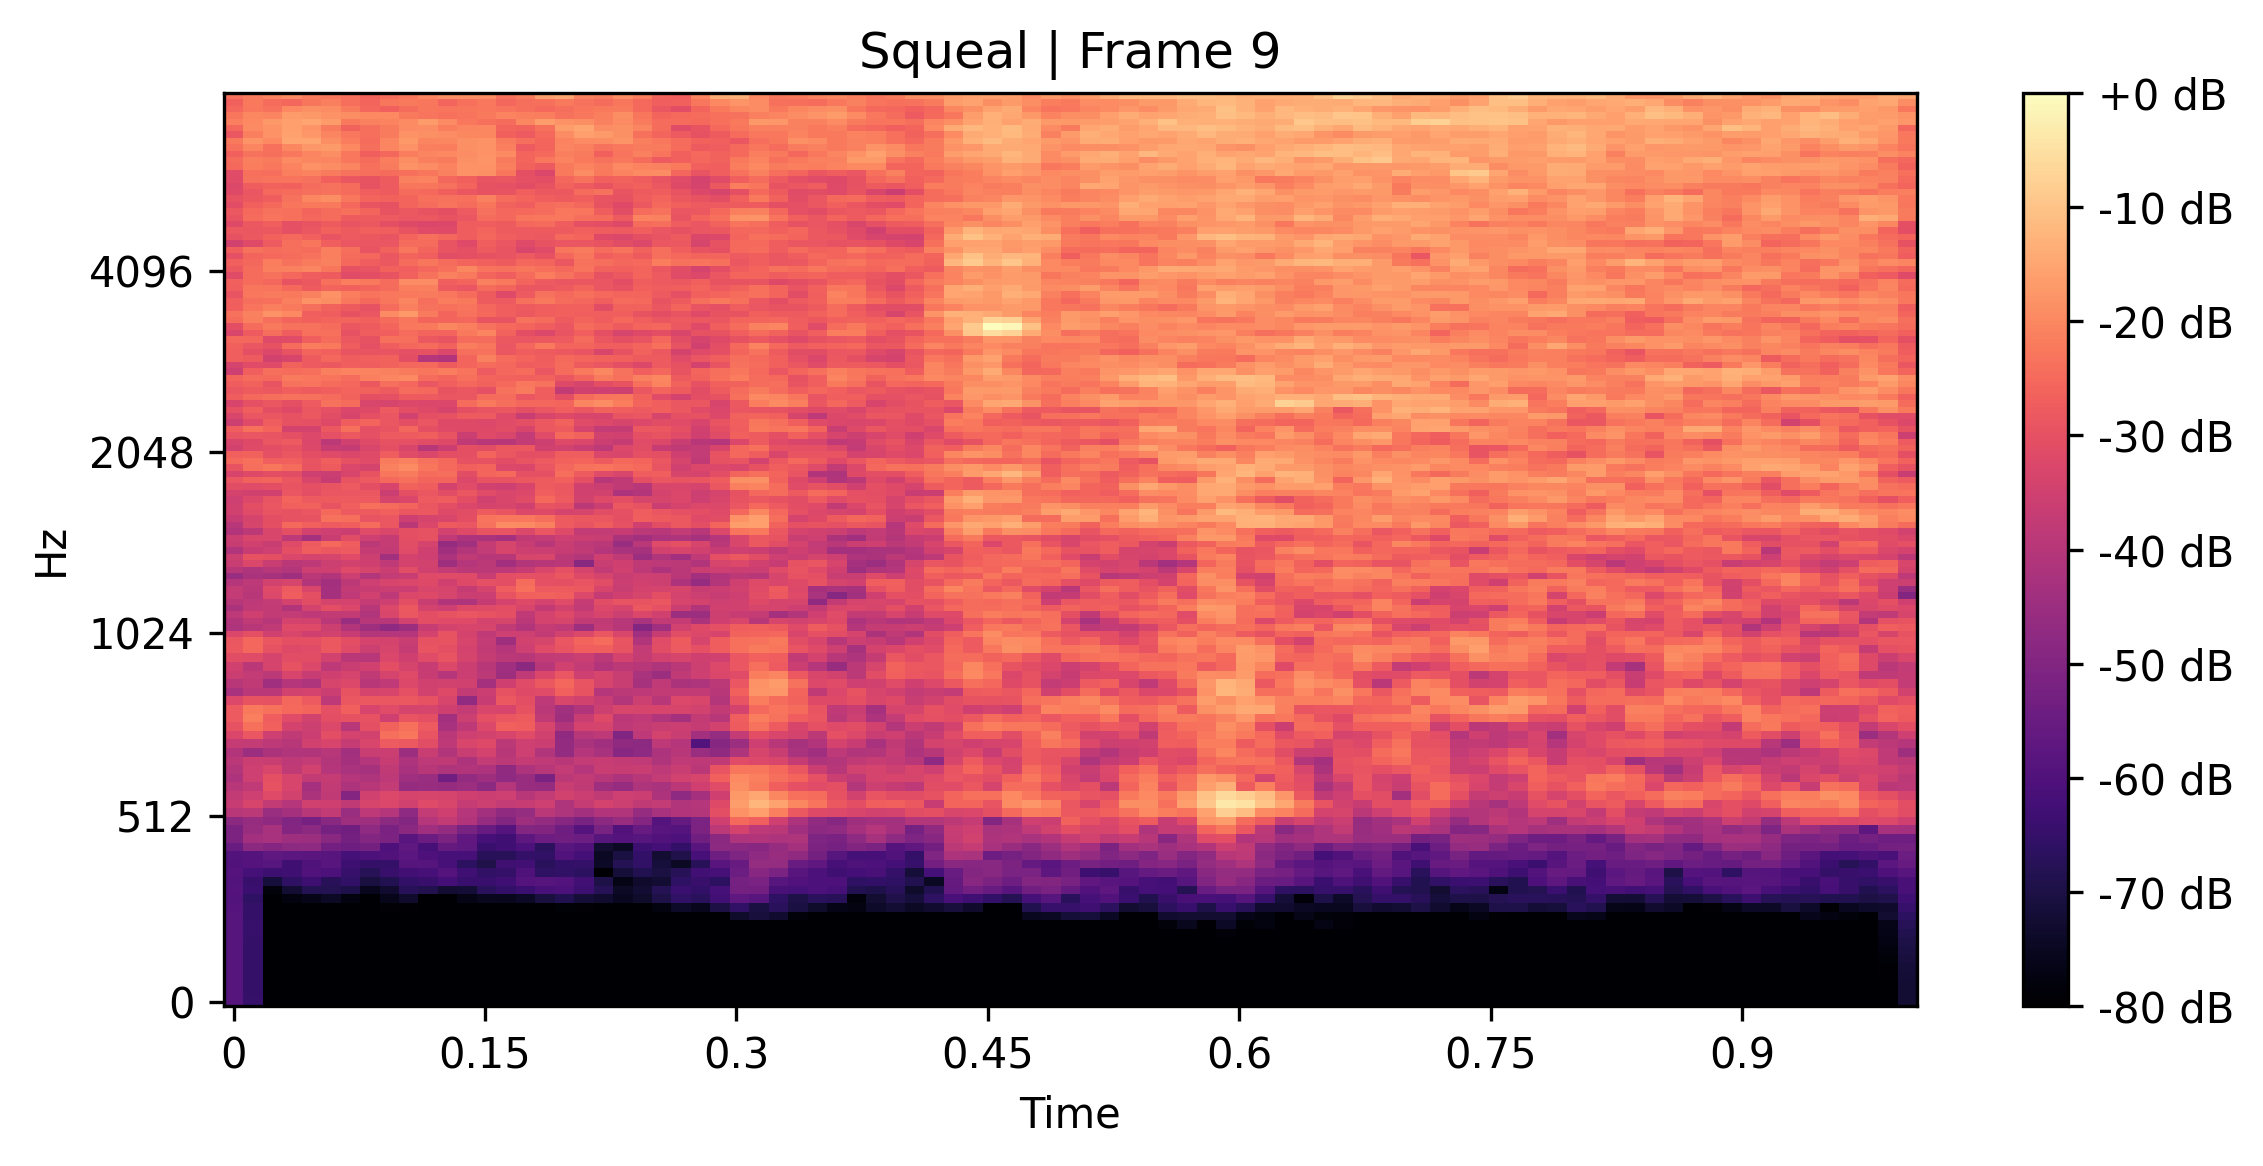 Squeal | Frame 9
Hz
4096
2048
1024
512
0
0 0.15 0.3 0.45 0.6 0.75 0.9
Time
+0 dB
-10 dB
-20 dB
-30 dB
-40 dB
-50 dB
-60 dB
-70 dB
-80 dB